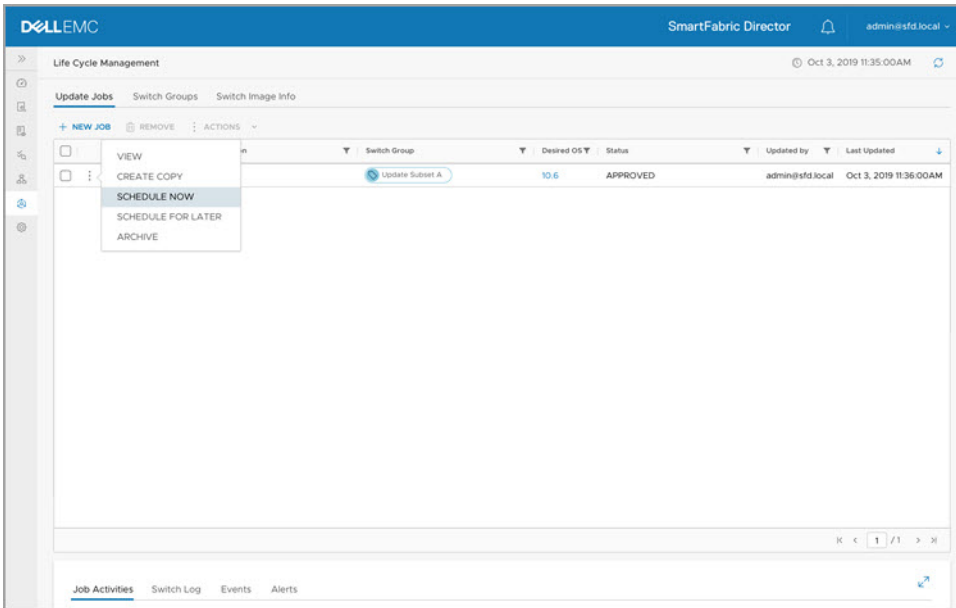 DELLEMC SmartFabric Director admin@sfd.local
Life Cycle Management Oct 3, 2019 11:35:00AM
Update Jobs Switch Groups Switch Image Info
+ NEW JOB REMOVE ACTIONS
Switch Group Desired OS Status Updated by Last Updated
VIEW
Update Subset A 10.6 APPROVED admin@sfd.local Oct 3, 2019 11:36:00AM
CREATE COPY
SCHEDULE NOW
SCHEDULE FOR LATER
ARCHIVE
1 / 1
Job Activities Switch Log Events Alerts